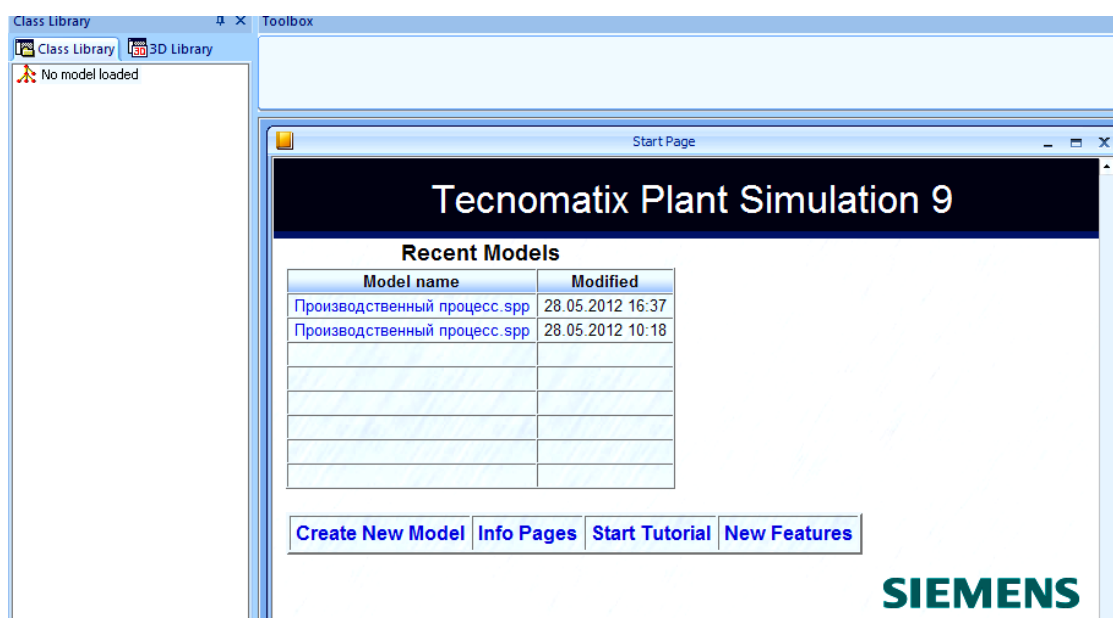 Class Library
Toolbox
Class Library 3D Library
No model loaded
Start Page
Tecnomatix Plant Simulation 9
Recent Models
Model name Modified
Производственный процесс.spp 28.05.2012 16:37
Производственный процесс.spp 28.05.2012 10:18
Create New Model Info Pages Start Tutorial New Features
SIEMENS